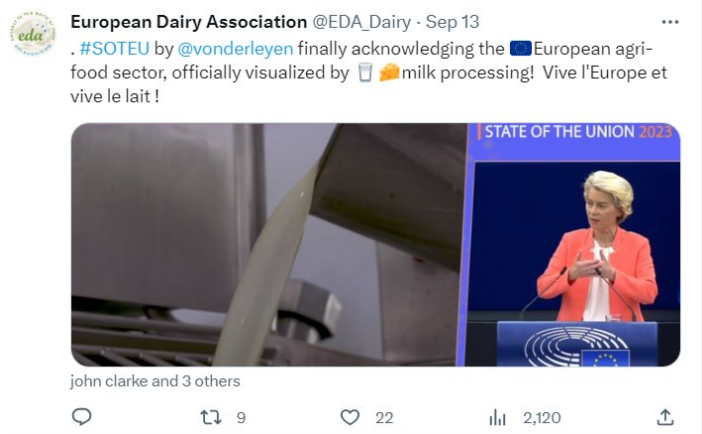 European Dairy Association @EDA_Dairy · Sep 13
. #SOTEU by @vonderleyen finally acknowledging the 🇪🇺European agri-
food sector, officially visualized by 🥛 🧀milk processing! Vive l'Europe et
vive le lait !
STATE OF THE UNION 2023
john clarke and 3 others
9 22 2,120
eda